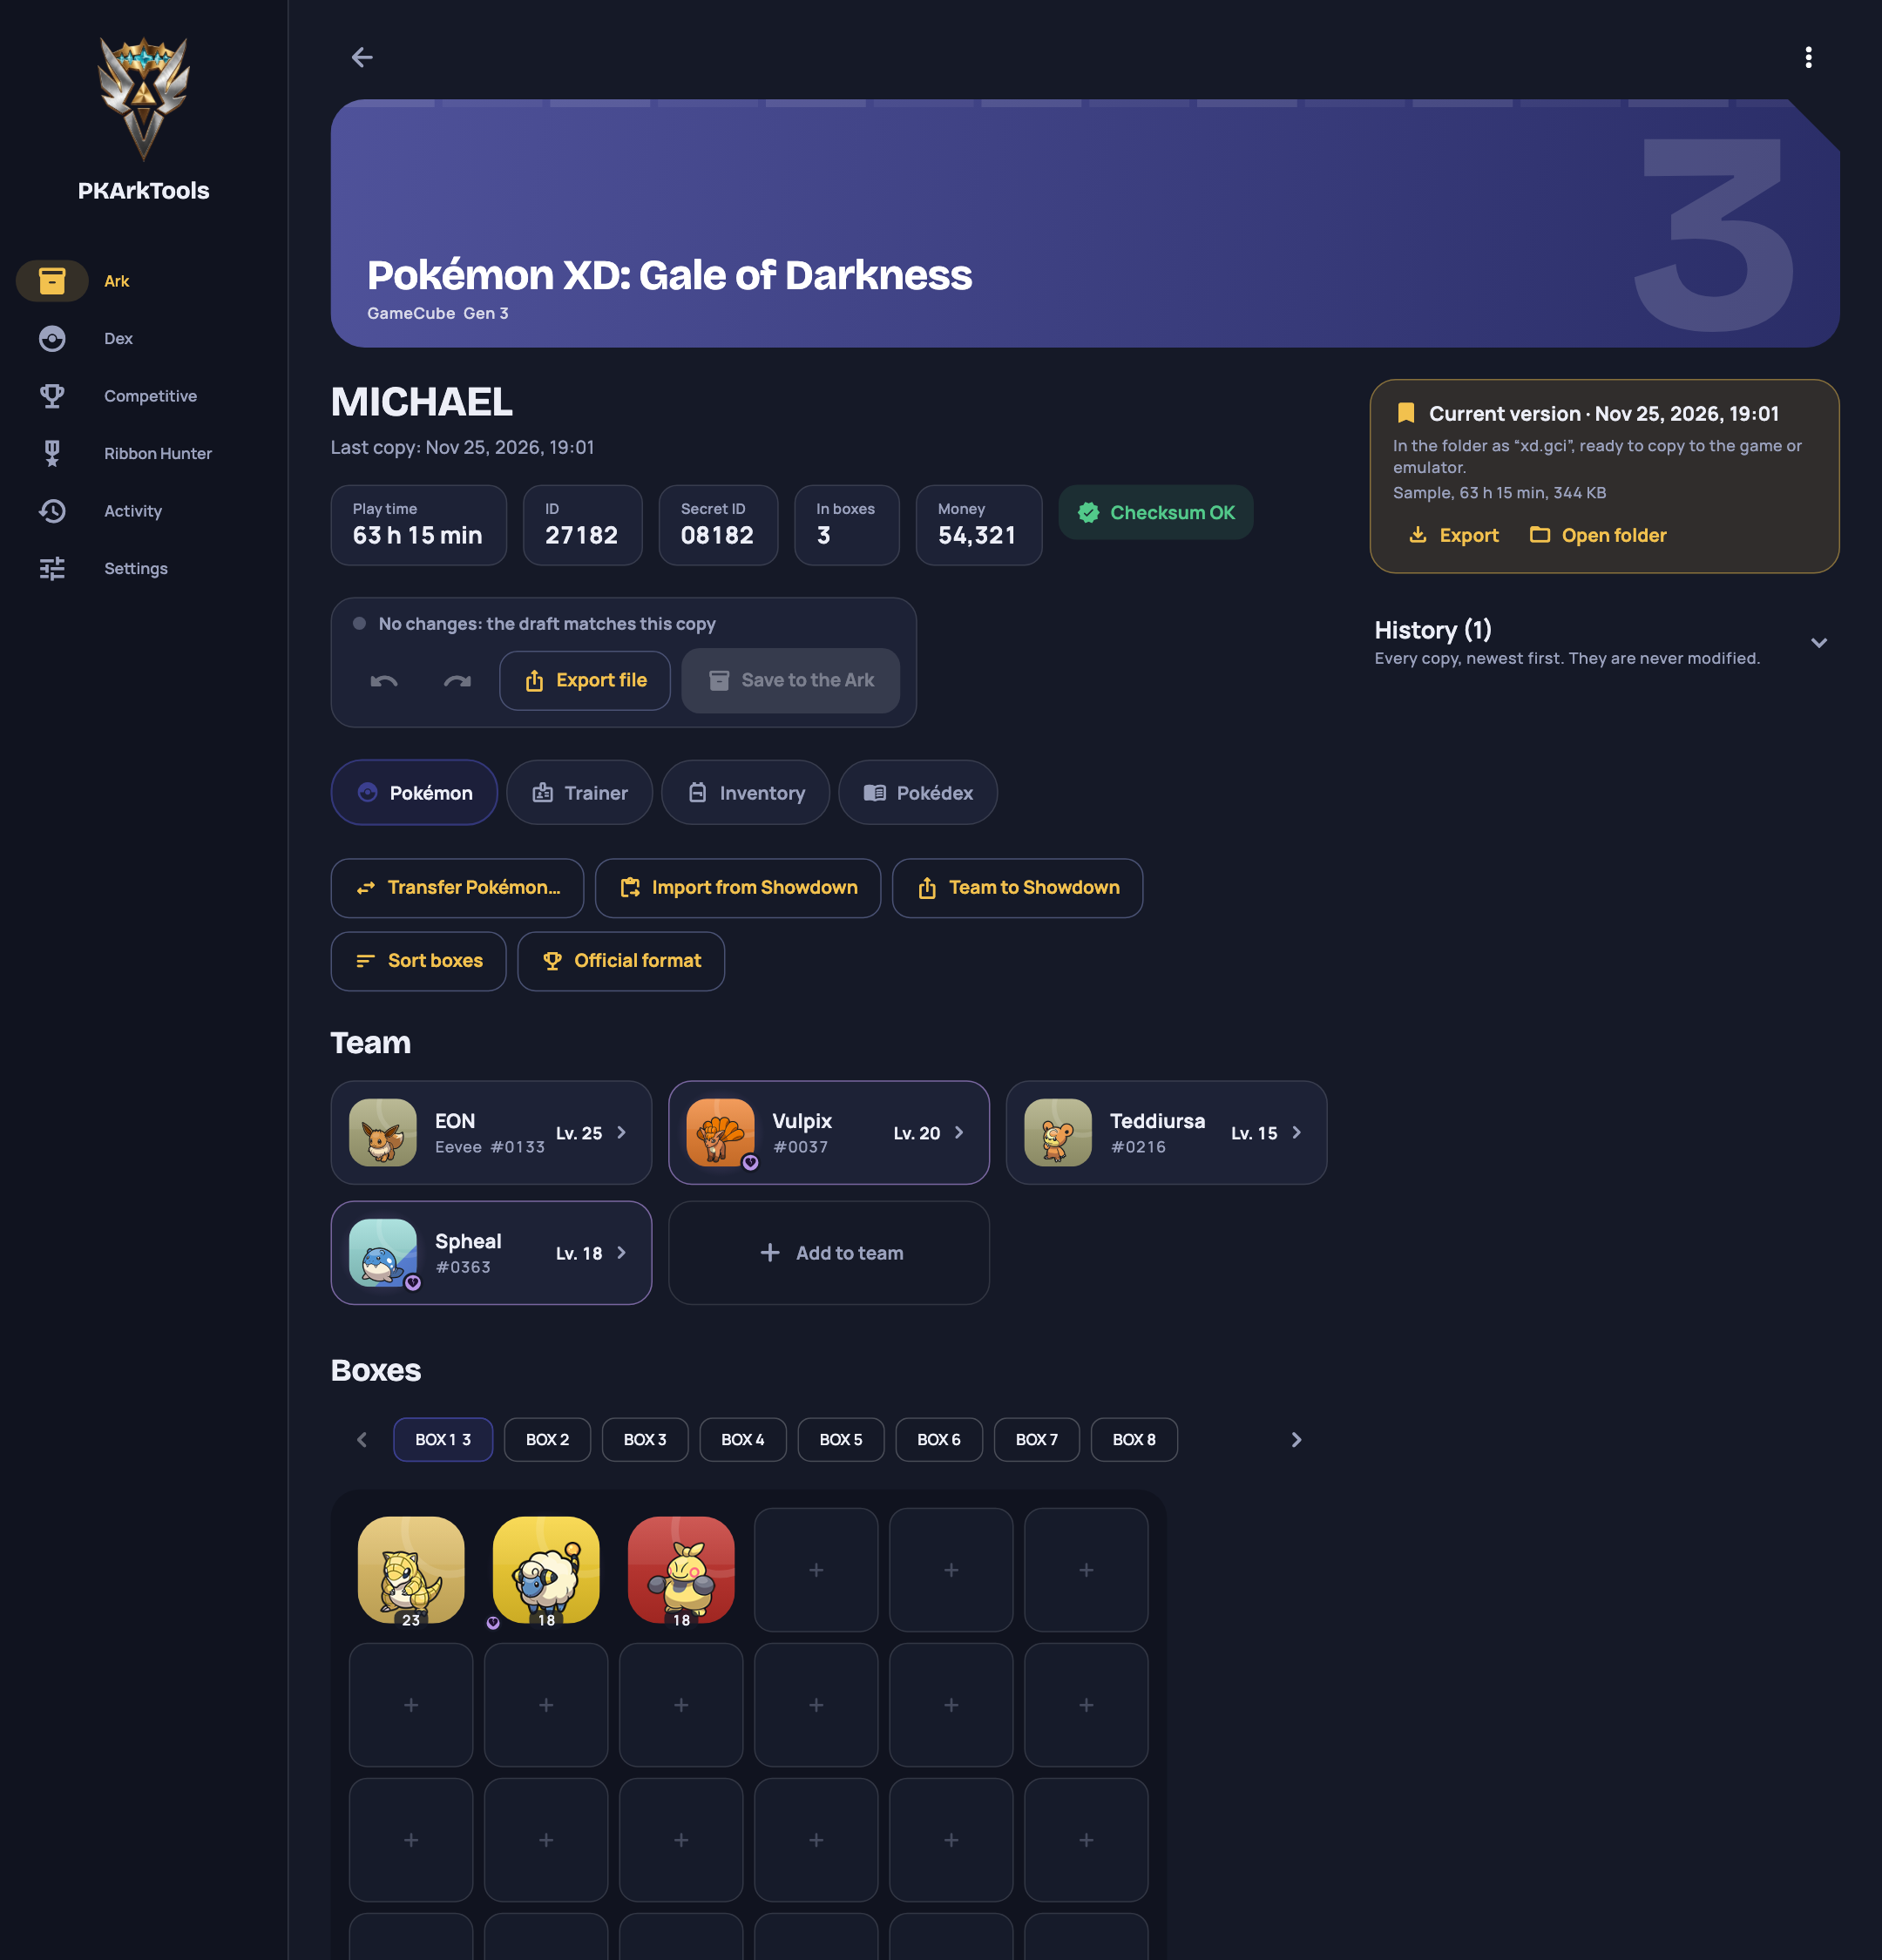 PKArkTools
Ark
Dex
Competitive
Ribbon Hunter
Activity
Settings
3
Pokémon XD: Gale of Darkness
GameCube Gen 3
MICHAEL
Last copy: Nov 25, 2026, 19:01
Play time
63 h 15 min
ID
27182
Secret ID
08182
In boxes
3
Money
54,321
Checksum OK
No changes: the draft matches this copy
Export file
Save to the Ark
Current version · Nov 25, 2026, 19:01
In the folder as “xd.gci”, ready to copy to the game or
emulator.
Sample, 63 h 15 min, 344 KB
Export
Open folder
History (1)
Every copy, newest first. They are never modified.
Pokémon
Trainer
Inventory
Pokédex
Transfer Pokémon...
Import from Showdown
Team to Showdown
Sort boxes
Official format
Team
EON
Eevee #0133
Lv. 25
Vulpix
#0037
Lv. 20
Teddiursa
#0216
Lv. 15
Spheal
#0363
Lv. 18
Add to team
Boxes
BOX 1 3
BOX 2
BOX 3
BOX 4
BOX 5
BOX 6
BOX 7
BOX 8
23
18
18